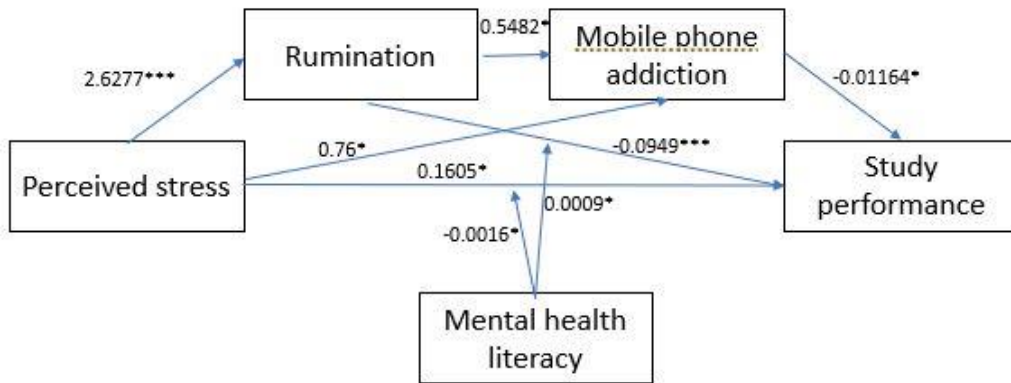 0.5482*
Rumination
Mobile phone
addiction
2.6277***
-0.01164*
0.76*
-0.0949***
Perceived stress
0.1605*
Study
performance
0.0009*
-0.0016*
Mental health
literacy